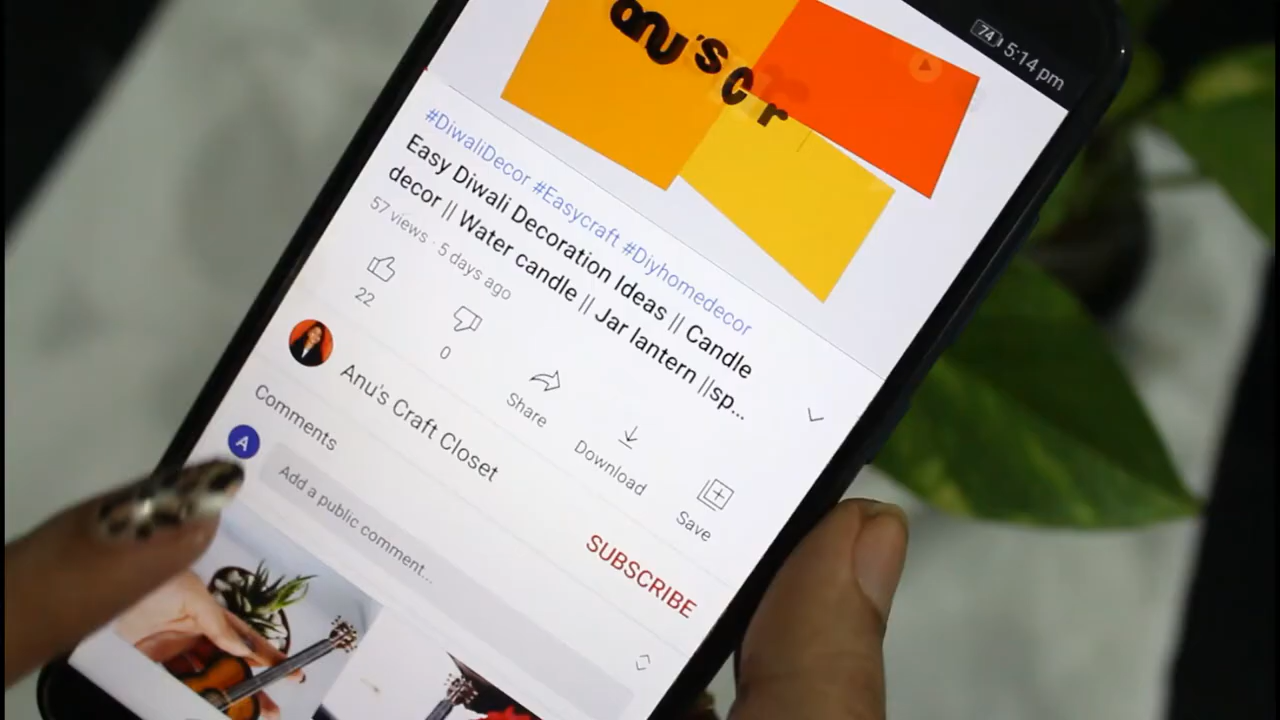 74 5:14 pm
anu's cr
#DiwaliDecor #Easycraft #Diyhomedecor
Easy Diwali Decoration Ideas || Candle
decor || Water candle || Jar lantern ||sp...
57 views · 5 days ago
22
0
Share
Download
Save
Anu's Craft Closet
SUBSCRIBE
Comments
A
Add a public comment...